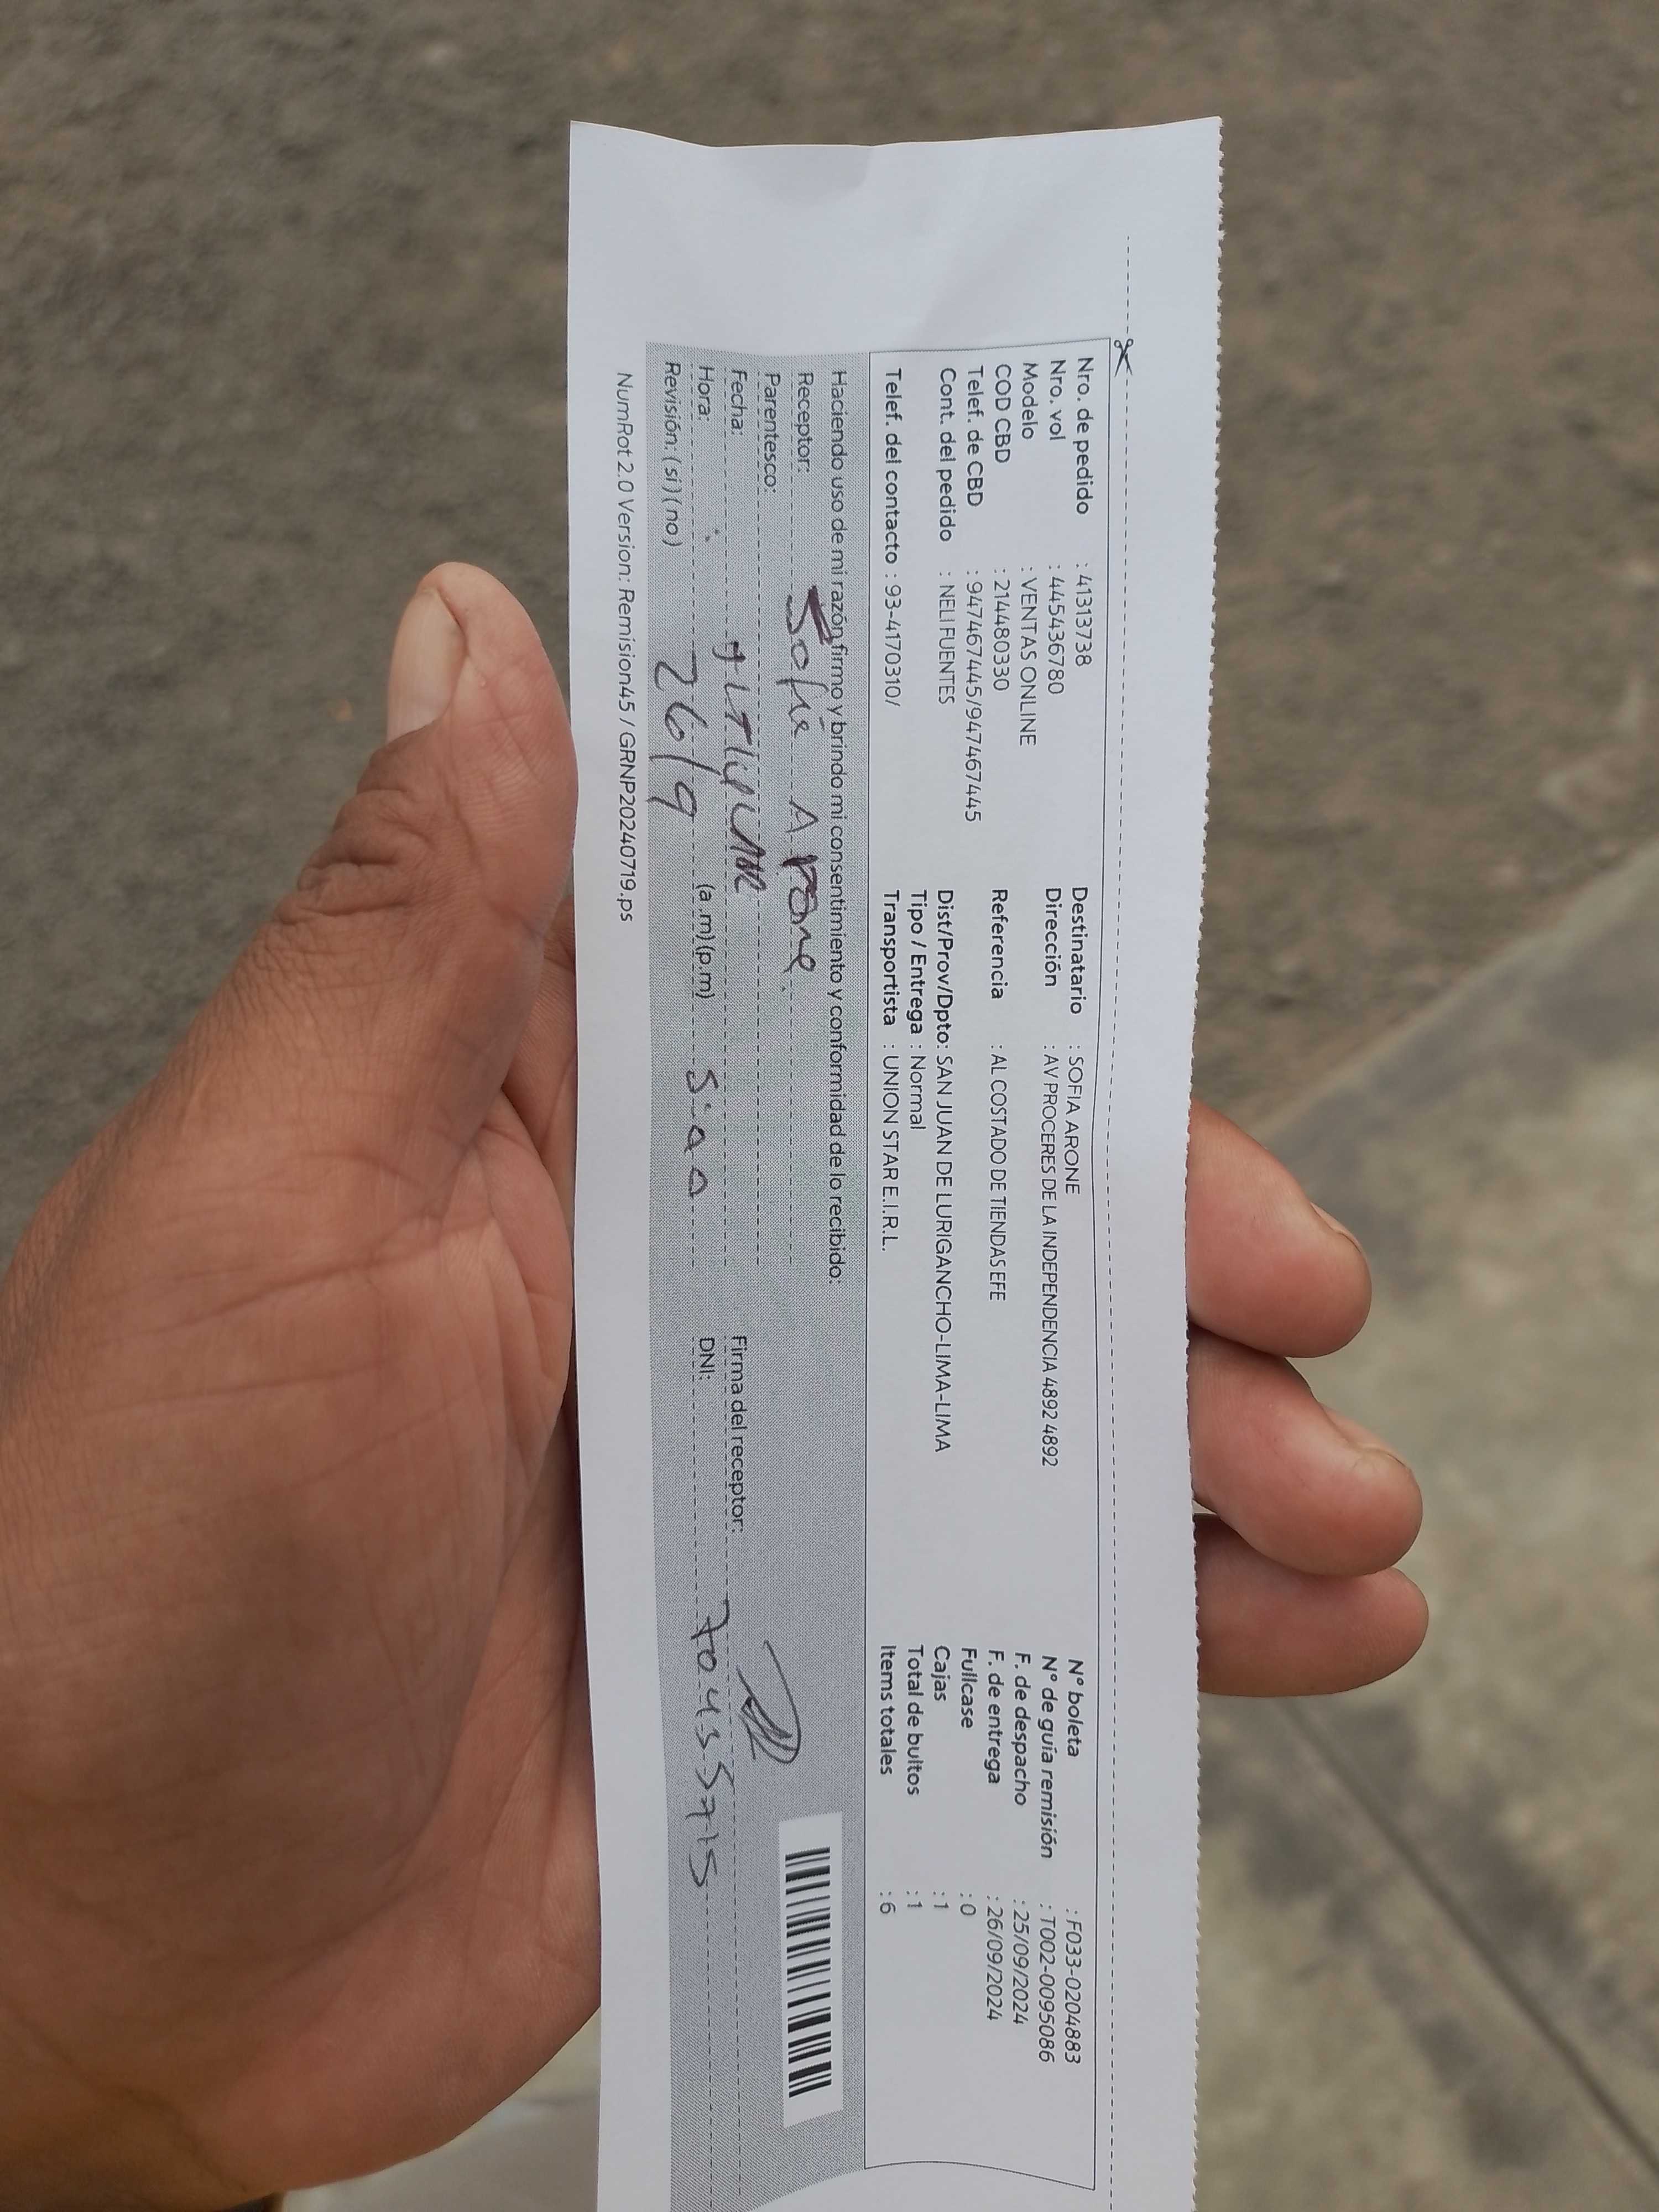 Nro. de pedido : 41313738
Nro. vol : 445436780
Modelo : VENTAS ONLINE
COD CBD : 214480330
Telef. de CBD : 947467445/947467445
Cont. del pedido : NELI FUENTES
Telef. del contacto : 93-4170310/
Destinatario : SOFIA ARONE
Dirección : AV PROCERES DE LA INDEPENDENCIA 4892 4892
Referencia : AL COSTADO DE TIENDAS EFE
Dist/Prov/Dpto: SAN JUAN DE LURIGANCHO-LIMA-LIMA
Tipo / Entrega : Normal
Transportista : UNION STAR E.I.R.L.
N° boleta : F033-0204883
N° de guía remisión : T002-0095086
F. de despacho : 25/09/2024
F. de entrega : 26/09/2024
Fullcase : 0
Cajas : 1
Total de bultos : 1
Items totales : 6
Haciendo uso de mi razón firmo y brindo mi consentimiento y conformidad de lo recibido:
Receptor: Sofia Arone
Parentesco:
Fecha:
Hora: : (a.m)(p.m)
26/9
Revisión: (si) (no)
Firma del receptor:
DNI:
NumRot 2.0 Version: Remision45 / GRNP20240719.ps